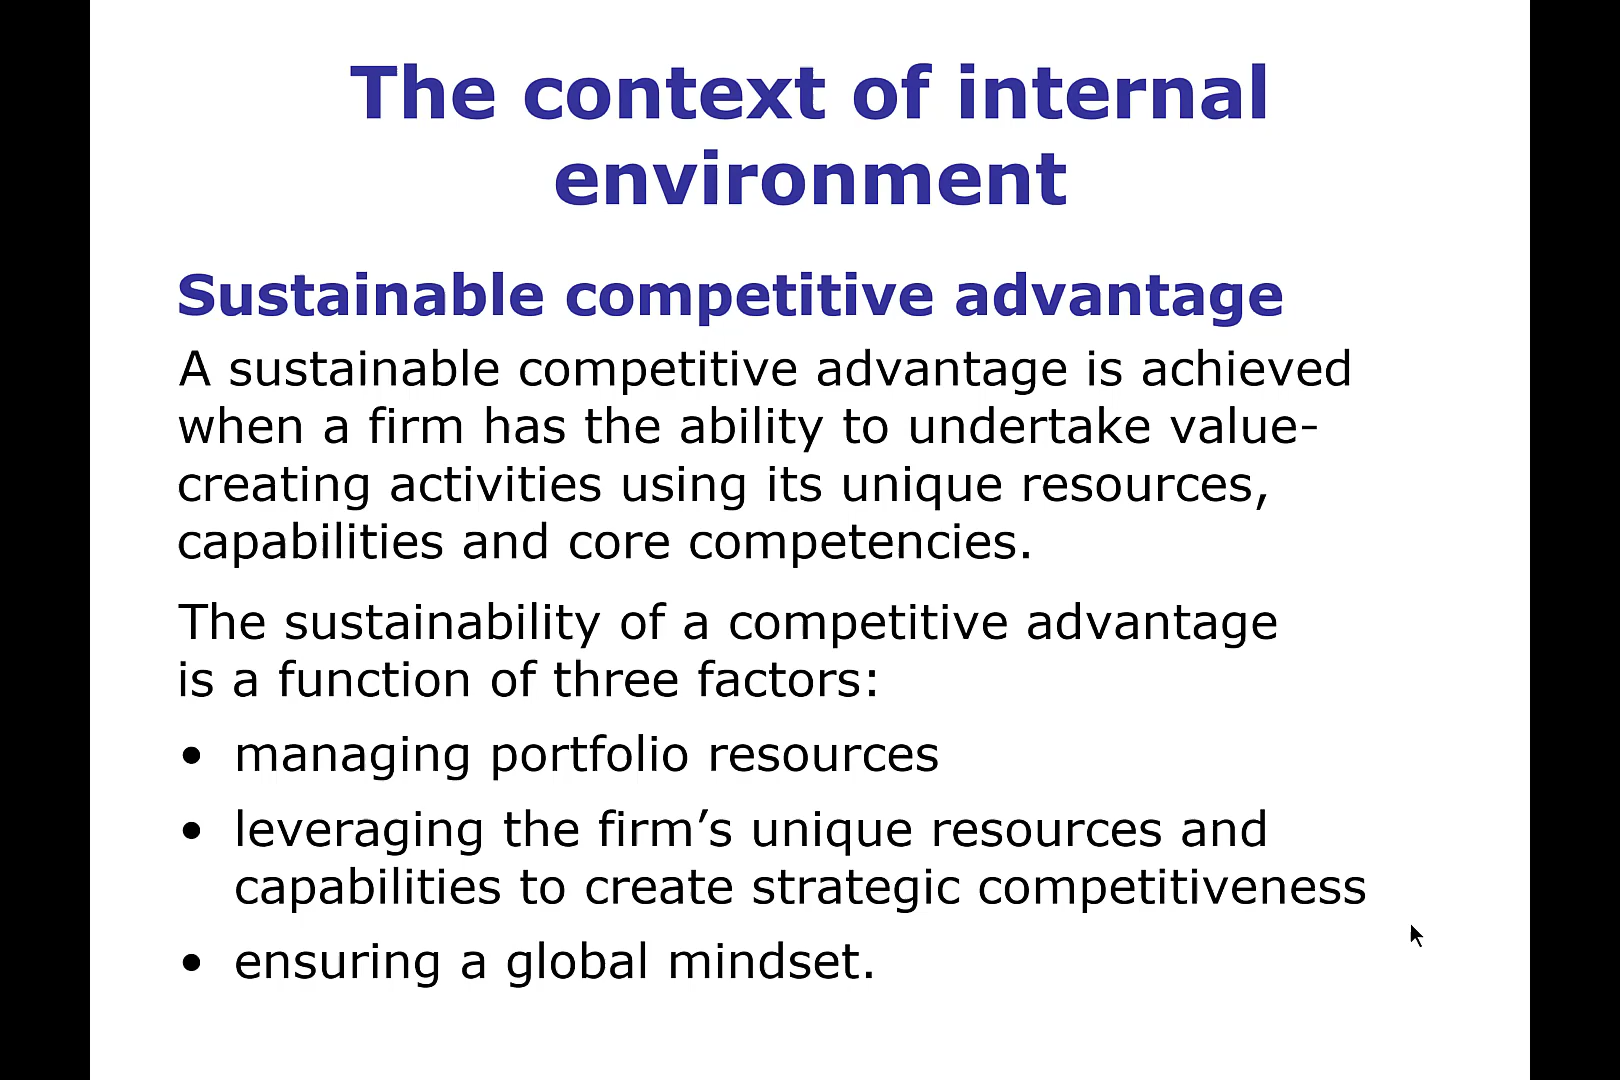 The context of internal
environment
Sustainable competitive advantage
A sustainable competitive advantage is achieved
when a firm has the ability to undertake value-
creating activities using its unique resources,
capabilities and core competencies.
The sustainability of a competitive advantage
is a function of three factors:
• managing portfolio resources
• leveraging the firm’s unique resources and
capabilities to create strategic competitiveness
• ensuring a global mindset.